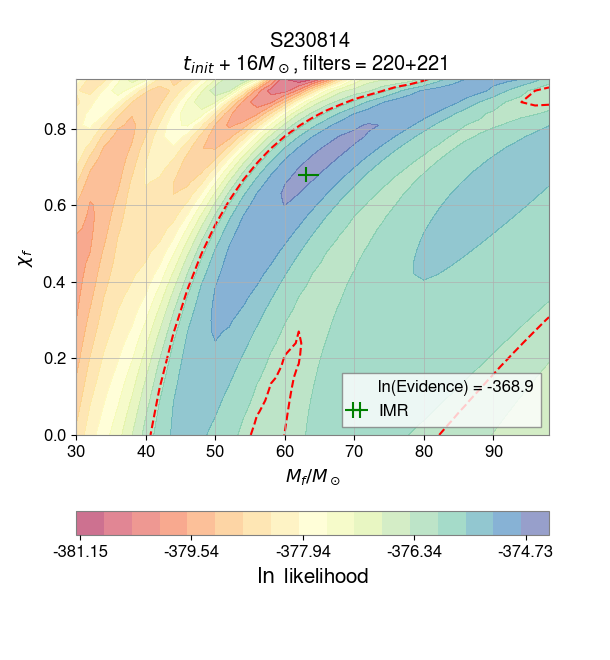 S230814
t_init + 16M_⊙, filters = 220+221
0.8
0.6
0.4
0.2
0.0
χ_f
30 40 50 60 70 80 90
M_f/M_⊙
ln(Evidence) = -368.9
IMR
-381.15 -379.54 -377.94 -376.34 -374.73
ln likelihood